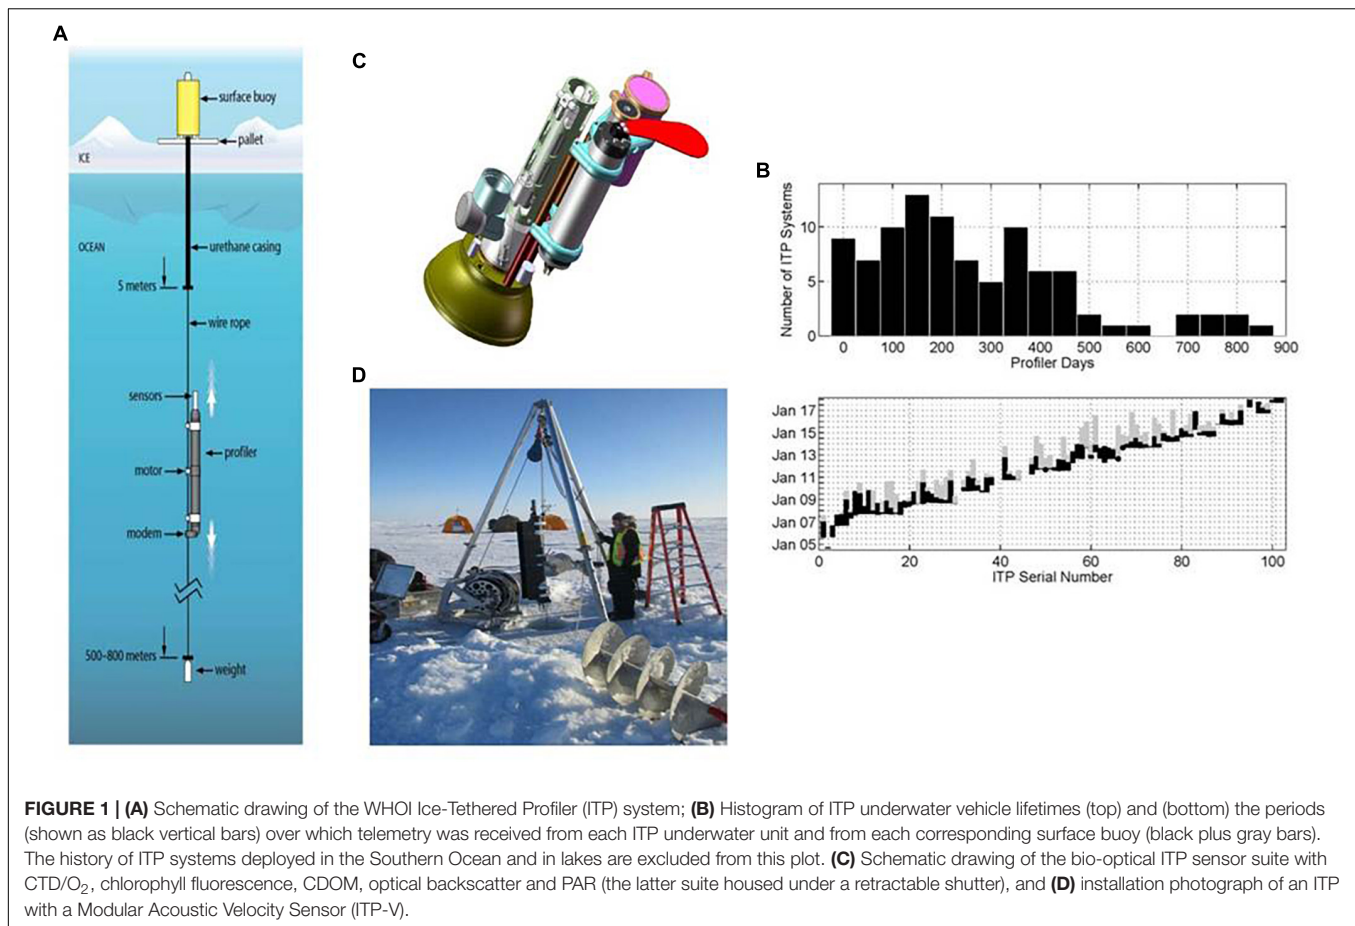 A
surface buoy
pallet
ICE
OCEAN
urethane casing
5 meters
wire rope
sensors
profiler
motor
modem
500–800 meters
weight
C
D
B
Number of ITP Systems
10
5
0
0 100 200 300 400 500 600 700 800 900
Profiler Days
Jan 17
Jan 15
Jan 13
Jan 11
Jan 09
Jan 07
Jan 05
0 20 40 60 80 100
ITP Serial Number
FIGURE 1 | (A) Schematic drawing of the WHOI Ice-Tethered Profiler (ITP) system; (B) Histogram of ITP underwater vehicle lifetimes (top) and (bottom) the periods
(shown as black vertical bars) over which telemetry was received from each ITP underwater unit and from each corresponding surface buoy (black plus gray bars).
The history of ITP systems deployed in the Southern Ocean and in lakes are excluded from this plot. (C) Schematic drawing of the bio-optical ITP sensor suite with
CTD/O₂, chlorophyll fluorescence, CDOM, optical backscatter and PAR (the latter suite housed under a retractable shutter), and (D) installation photograph of an ITP
with a Modular Acoustic Velocity Sensor (ITP-V).